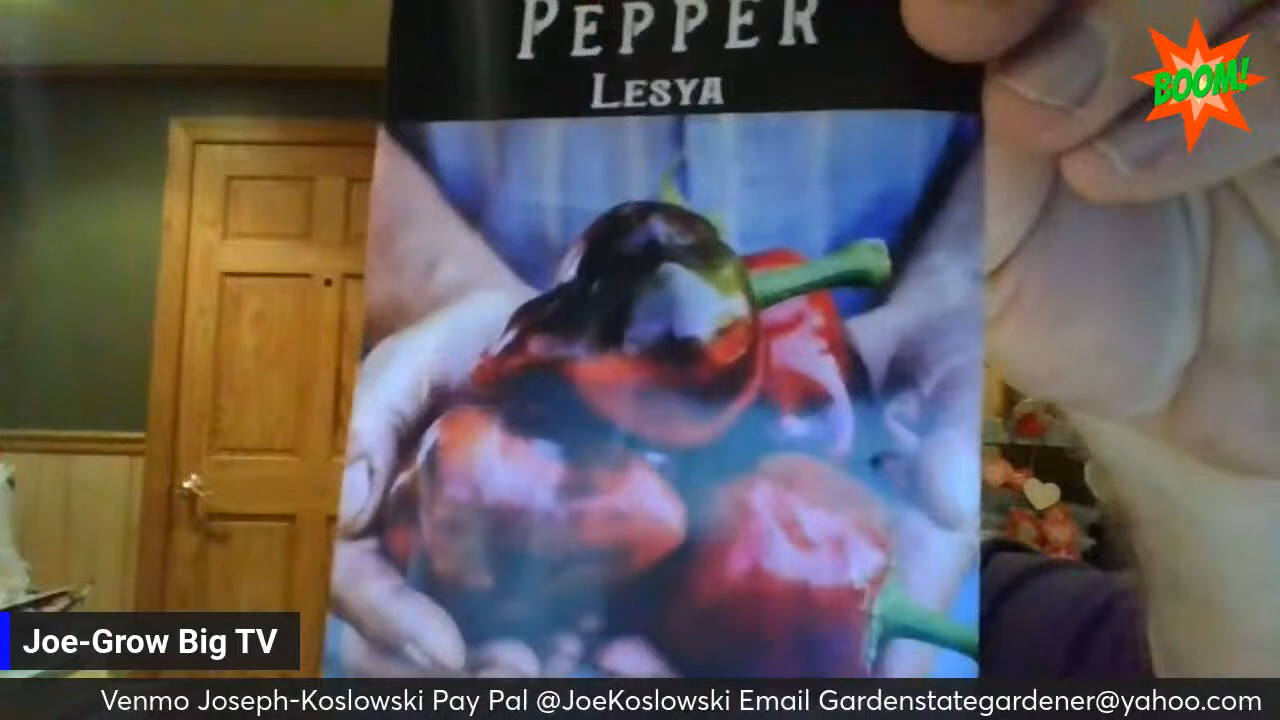 PEPPER
LESYA
BOOM!
Joe-Grow Big TV
Venmo Joseph-Koslowski Pay Pal @JoeKoslowski Email Gardenstategardener@yahoo.com